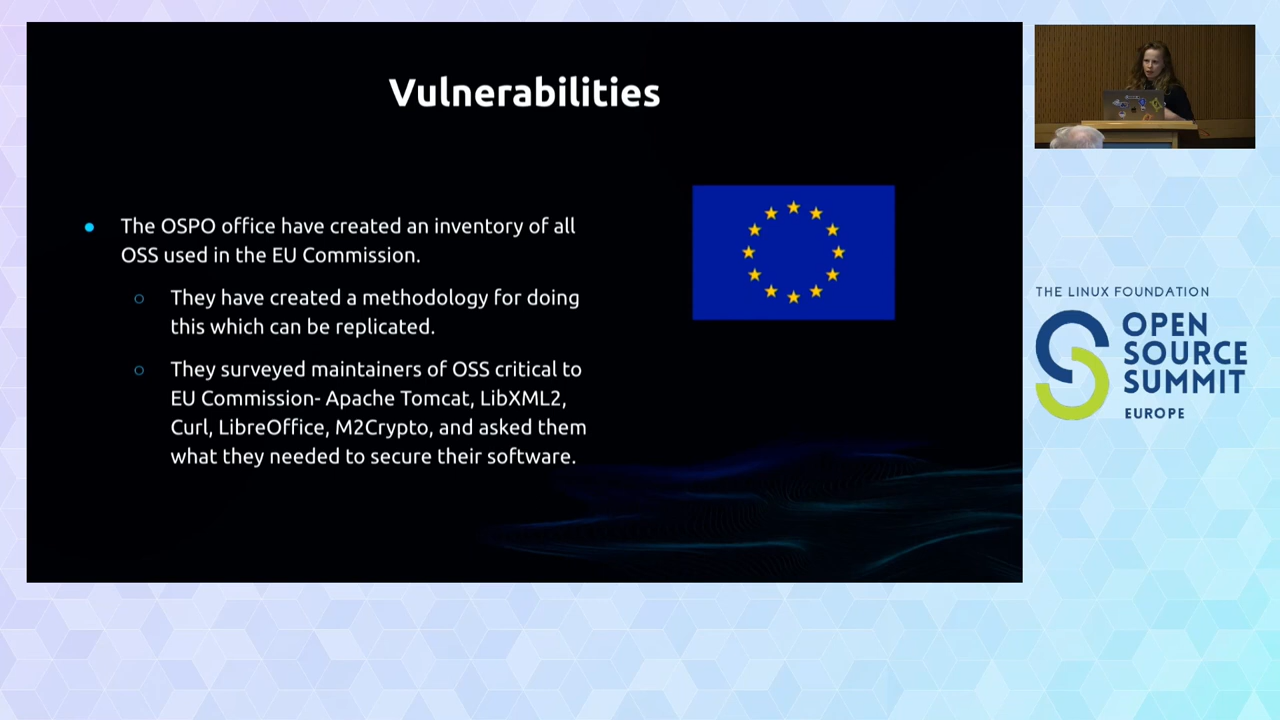 Vulnerabilities
The OSPO office have created an inventory of all
OSS used in the EU Commission.
They have created a methodology for doing
this which can be replicated.
They surveyed maintainers of OSS critical to
EU Commission- Apache Tomcat, LibXML2,
Curl, LibreOffice, M2Crypto, and asked them
what they needed to secure their software.
THE LINUX FOUNDATION
OPEN
SOURCE
SUMMIT
EUROPE